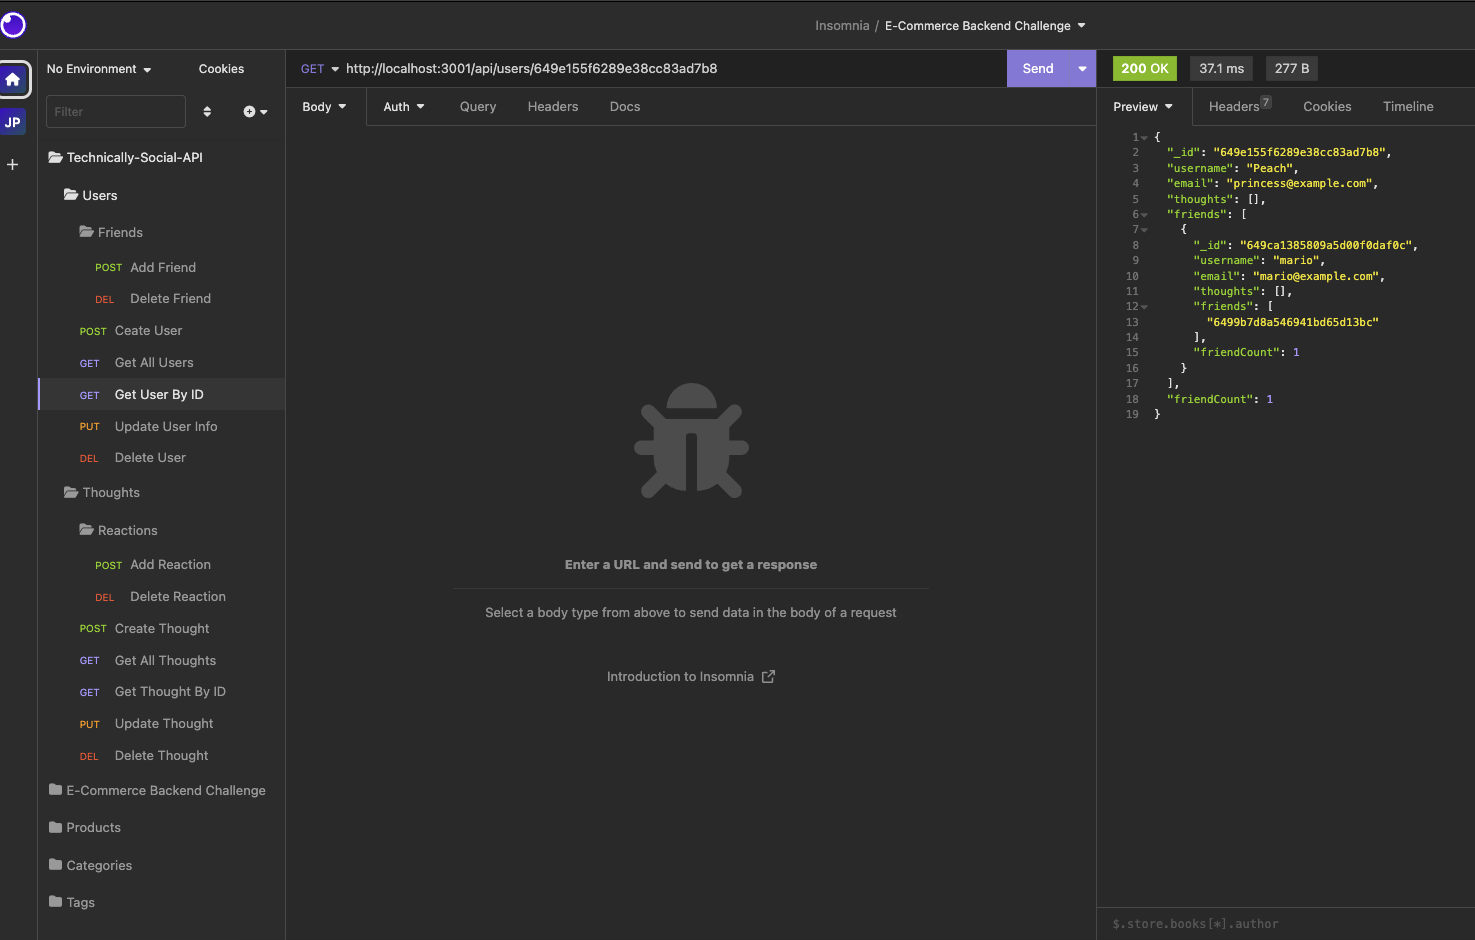 Insomnia / E-Commerce Backend Challenge
JP
No Environment
Cookies
Filter
Technically-Social-API
Users
Friends
POST Add Friend
DEL Delete Friend
POST Ceate User
GET Get All Users
GET Get User By ID
PUT Update User Info
DEL Delete User
Thoughts
Reactions
POST Add Reaction
DEL Delete Reaction
POST Create Thought
GET Get All Thoughts
GET Get Thought By ID
PUT Update Thought
DEL Delete Thought
E-Commerce Backend Challenge
Products
Categories
Tags
GET http://localhost:3001/api/users/649e155f6289e38cc83ad7b8
Send
Body Auth Query Headers Docs
Enter a URL and send to get a response
Select a body type from above to send data in the body of a request
Introduction to Insomnia
200 OK 37.1 ms 277 B
Preview Headers 7 Cookies Timeline
1 {
2 "_id": "649e155f6289e38cc83ad7b8",
3 "username": "Peach",
4 "email": "princess@example.com",
5 "thoughts": [],
6 "friends": [
7 {
8 "_id": "649ca1385809a5d00f0daf0c",
9 "username": "mario",
10 "email": "mario@example.com",
11 "thoughts": [],
12 "friends": [
13 "6499b7d8a546941bd65d13bc"
14 ],
15 "friendCount": 1
16 }
17 ],
18 "friendCount": 1
19 }
$.store.books[*].author